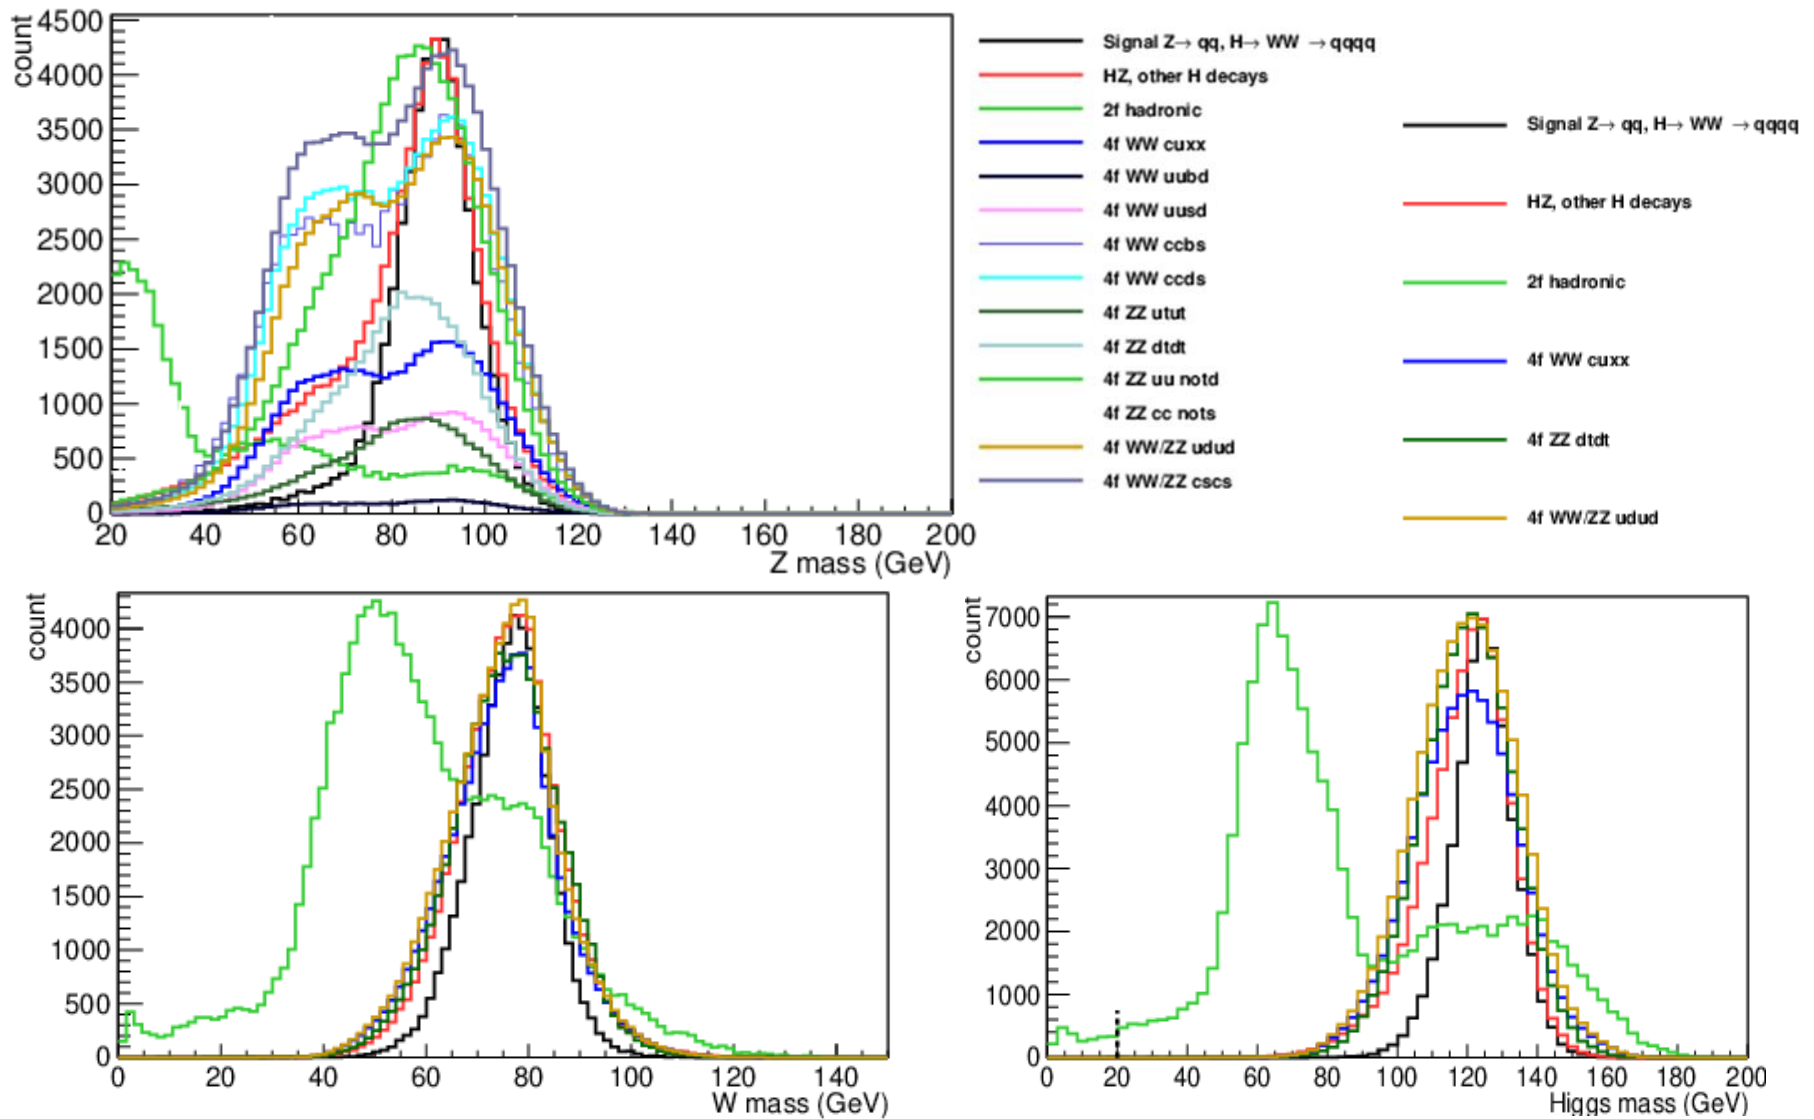 count
4500
4000
3500
3000
2500
2000
1500
1000
500
0
20 40 60 80 100 120 140 160 180 200
Z mass (GeV)
Signal Z→ qq, H→ WW →qqqq
HZ, other H decays
2f hadronic
4f WW cuxx
4f WW uubd
4f WW uusd
4f WW ccbs
4f WW ccds
4f ZZ utut
4f ZZ dtdt
4f ZZ uu notd
4f ZZ cc nots
4f WW/ZZ udud
4f WW/ZZ cscs
Signal Z→ qq, H→ WW →qqqq
HZ, other H decays
2f hadronic
4f WW cuxx
4f ZZ dtdt
4f WW/ZZ udud
count
4000
3500
3000
2500
2000
1500
1000
500
0
0 20 40 60 80 100 120 140
W mass (GeV)
count
7000
6000
5000
4000
3000
2000
1000
0
0 20 40 60 80 100 120 140 160 180 200
Higgs mass (GeV)